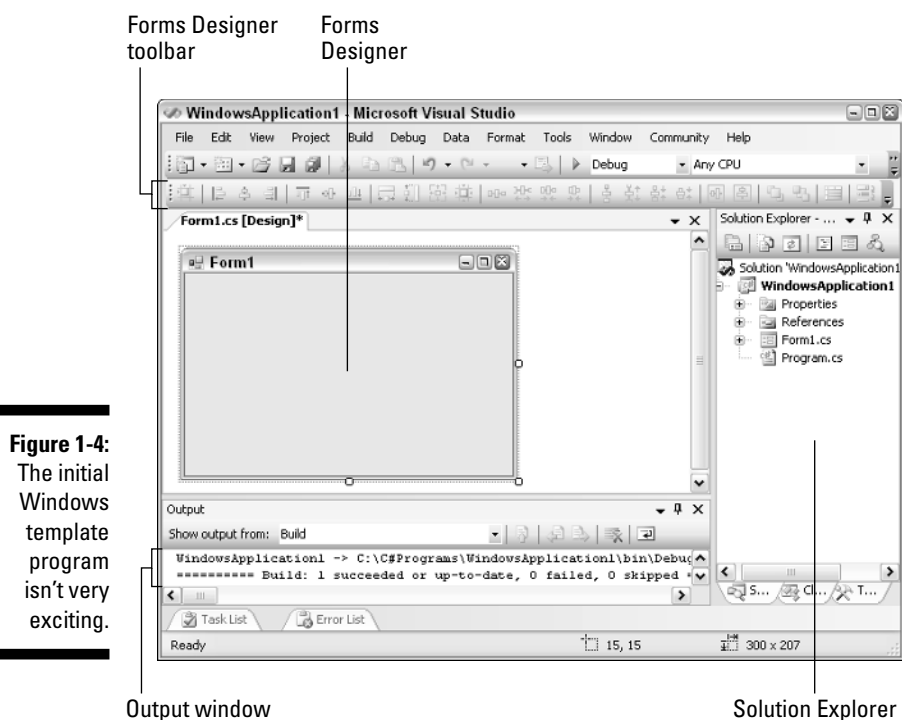 Forms Designer toolbar
Forms Designer
WindowsApplication1 - Microsoft Visual Studio
File Edit View Project Build Debug Data Format Tools Window Community Help
Debug Any CPU
Form1.cs [Design]*
Solution Explorer - ...
Form1
Solution 'WindowsApplication1
WindowsApplication1
Properties
References
Form1.cs
Program.cs
Figure 1-4:
The initial
Windows
template
program
isn't very
exciting.
Output
Show output from: Build
WindowsApplication1 -> C:\C#Programs\WindowsApplication1\bin\Debug
========== Build: 1 succeeded or up-to-date, 0 failed, 0 skipped
S... Cl... T...
Task List Error List
Ready 15, 15 300 x 207
Output window
Solution Explorer